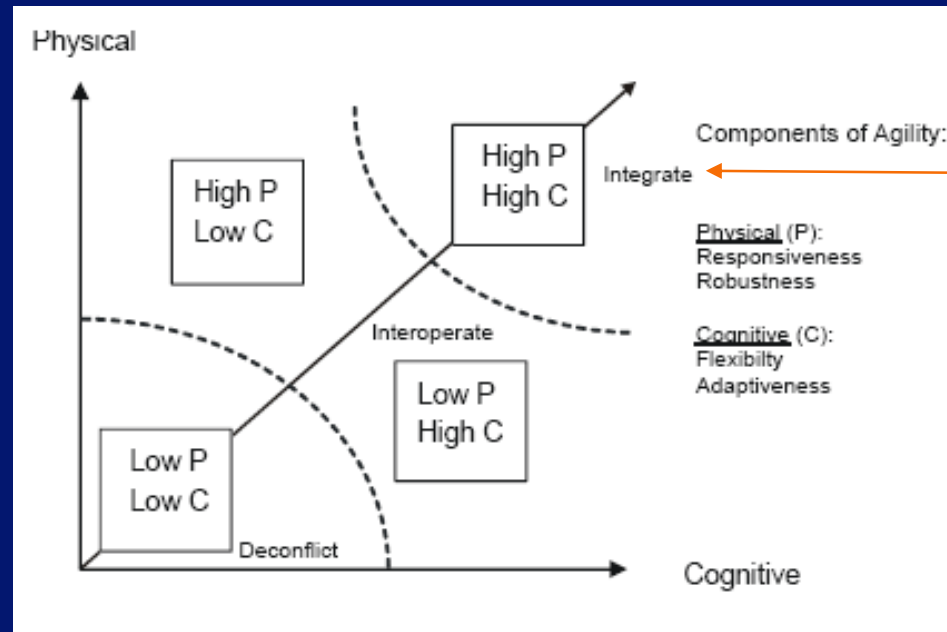 Physical
High P
Low C
High P
High C
Integrate
Components of Agility:
Physical (P):
Responsiveness
Robustness
Interoperate
Cognitive (C):
Flexibilty
Adaptiveness
Low P
High C
Low P
Low C
Deconflict
Cognitive